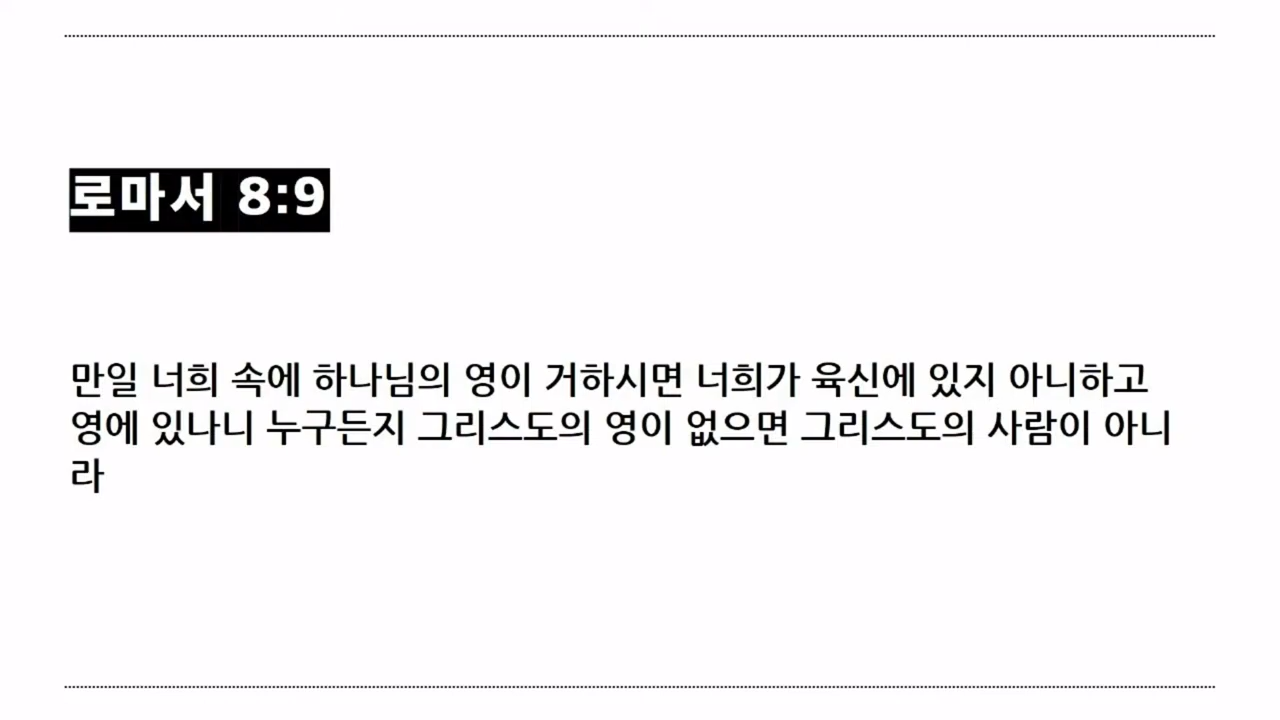 로마서 8:9
만일 너희 속에 하나님의 영이 거하시면 너희가 육신에 있지 아니하고
영에 있나니 누구든지 그리스도의 영이 없으면 그리스도의 사람이 아니
라